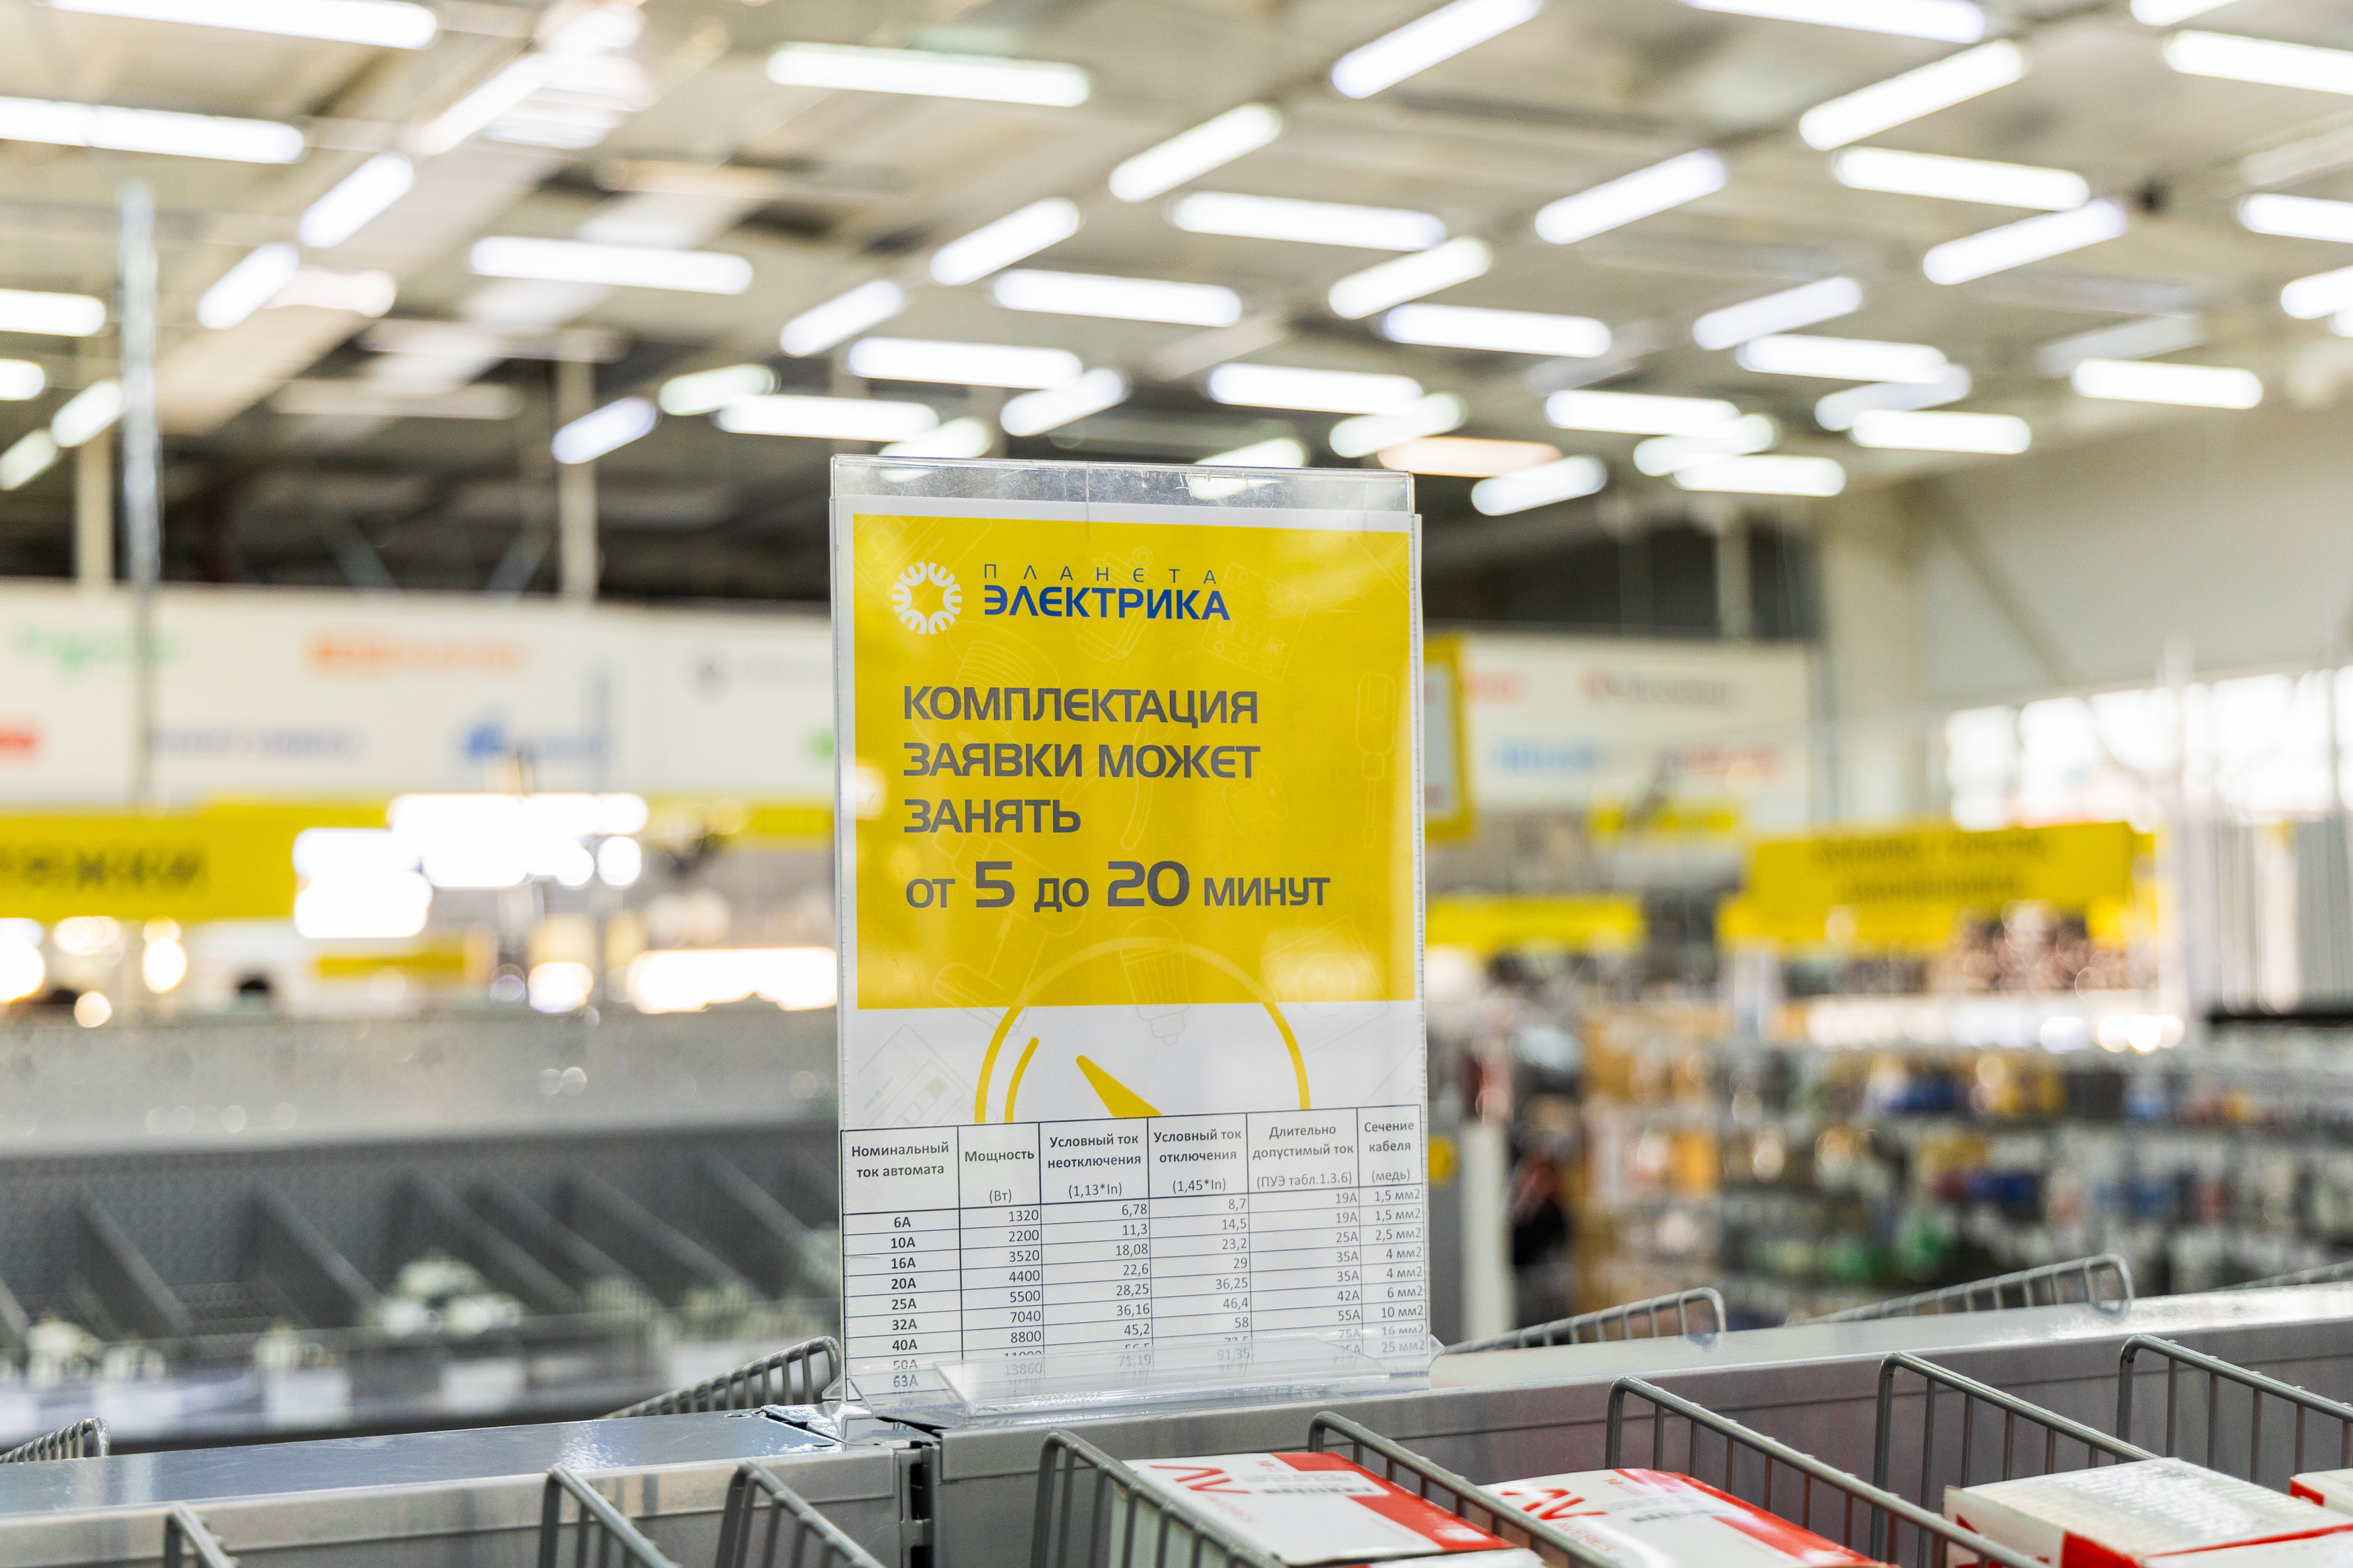 ПЛАНЕТА
ЭЛЕКТРИКА
КОМПЛЕКТАЦИЯ
ЗАЯВКИ МОЖЕТ
ЗАНЯТЬ
ОТ 5 ДО 20 МИНУТ
Номинальный ток автомата Мощность (Вт) Условный ток неотключения (1,13*In) Условный ток отключения (1,45*In) Длительно допустимый ток (ПУЭ табл.1.3.6) Сечение кабеля (медь)
6А 1320 6,78 8,7 19А 1,5 мм2
10А 2200 11,3 14,5 19А 1,5 мм2
16А 3520 18,08 23,2 25А 2,5 мм2
20А 4400 22,6 29 35А 4 мм2
25А 5500 28,25 36,25 35А 4 мм2
32А 7040 36,16 46,4 42А 6 мм2
40А 8800 45,2 58 55А 10 мм2
50А 75А 16 мм2
63А 13860 71,19 91,35 25 мм2
AVERES
AVERES